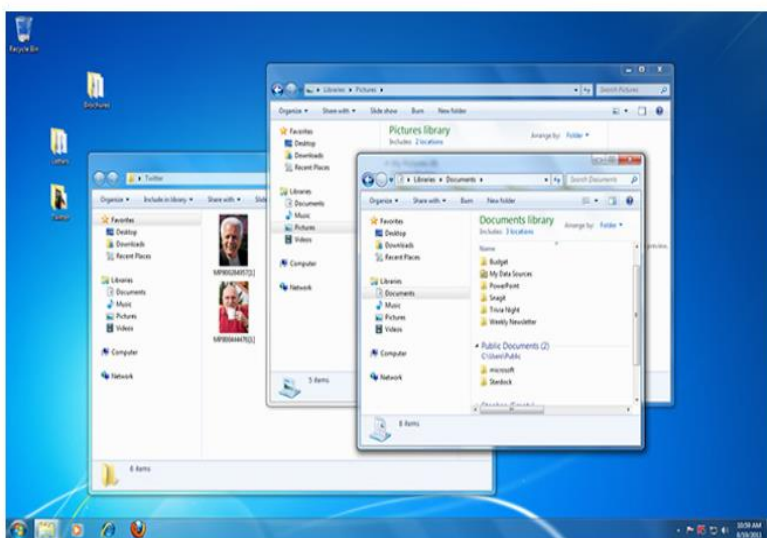 Recycle Bin
Brochures
Letters
Twitter
Libraries ▸ Pictures ▸
Search Pictures
Organize ▾ Share with ▾ Slide show Burn New folder
Favorites
Desktop
Downloads
Recent Places
Libraries
Documents
Music
Pictures
Videos
Computer
Network
Pictures library
Includes: 2 locations
Arrange by: Folder ▾
5 items
Twitter
Organize ▾ Include in library ▾ Share with ▾
Favorites
Desktop
Downloads
Recent Places
Libraries
Documents
Music
Pictures
Videos
Computer
Network
6 items
Libraries ▸ Documents ▸
Search Documents
Organize ▾ Share with ▾ Burn New folder
Favorites
Desktop
Downloads
Recent Places
Libraries
Documents
Music
Pictures
Videos
Computer
Network
Documents library
Includes: 3 locations
Arrange by: Folder ▾
Name
Budget
My Data Sources
PowerPoint
Snagit
Trivia Night
Weekly Newsletter
Public Documents (2)
C:\Users\Public
microsoft
Stardock
8 items
10:59 AM